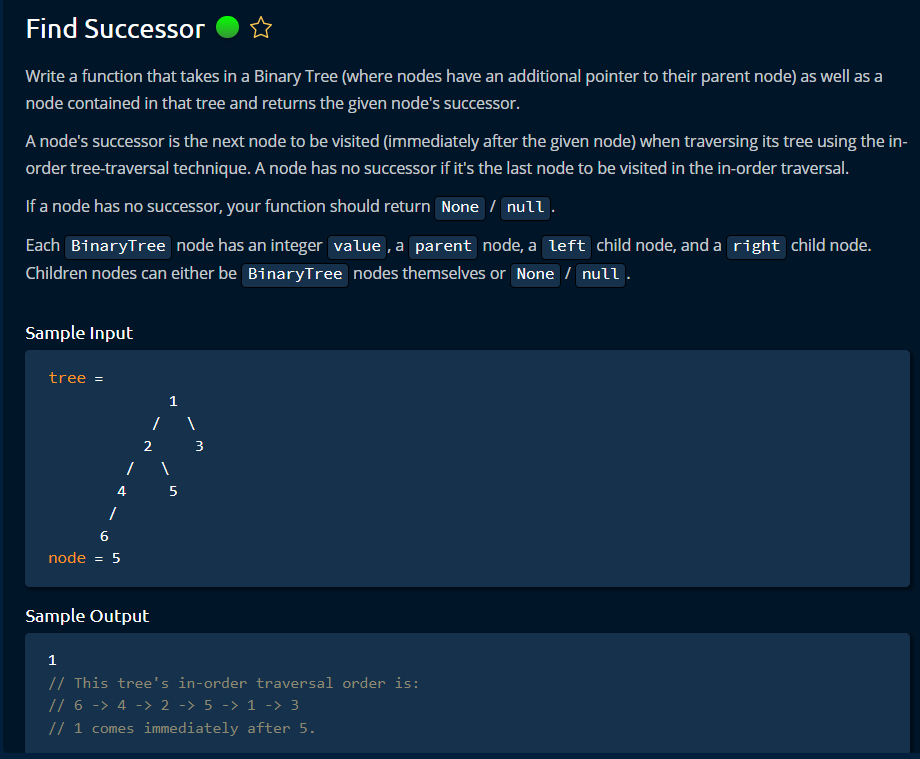 Find Successor
Write a function that takes in a Binary Tree (where nodes have an additional pointer to their parent node) as well as a
node contained in that tree and returns the given node's successor.
A node's successor is the next node to be visited (immediately after the given node) when traversing its tree using the in-
order tree-traversal technique. A node has no successor if it's the last node to be visited in the in-order traversal.
If a node has no successor, your function should return None / null.
Each BinaryTree node has an integer value, a parent node, a left child node, and a right child node.
Children nodes can either be BinaryTree nodes themselves or None / null.
Sample Input
tree =
              1
            /   \
           2     3
         /   \
        4     5
       /
      6
node = 5
Sample Output
1
// This tree's in-order traversal order is:
// 6 -> 4 -> 2 -> 5 -> 1 -> 3
// 1 comes immediately after 5.